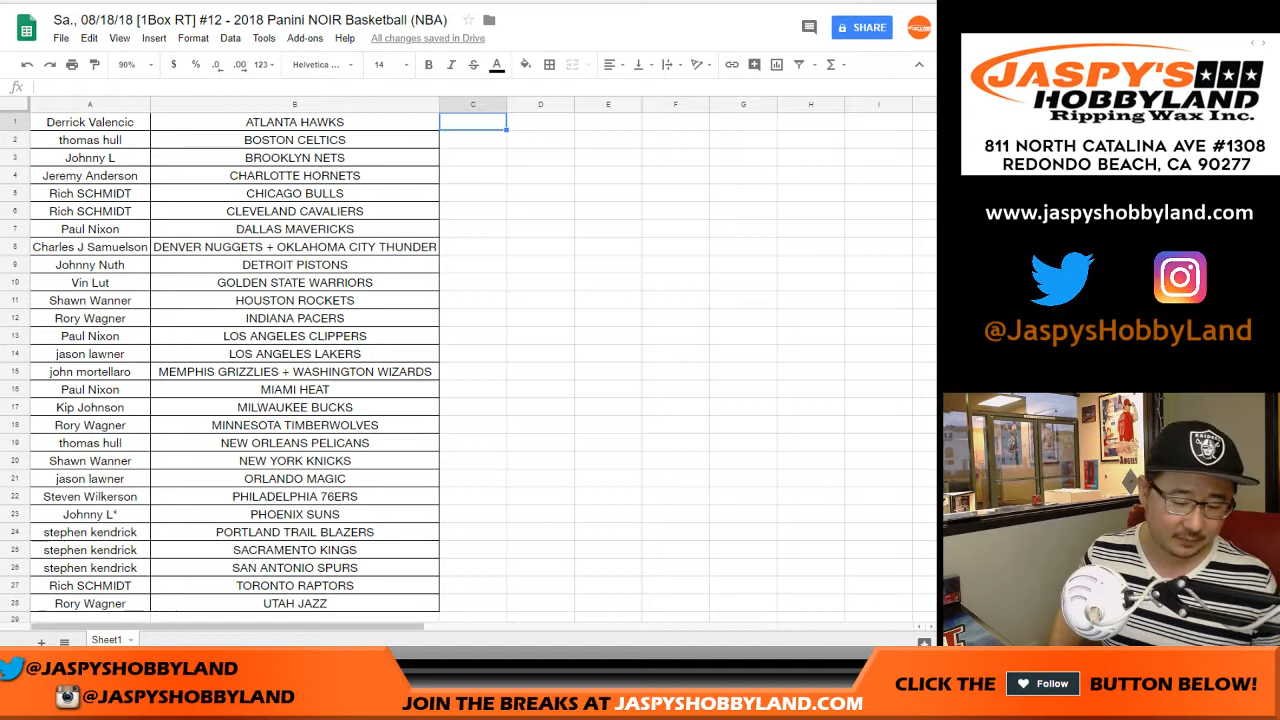 Sa., 08/18/18 [1Box RT] #12 - 2018 Panini NOIR Basketball (NBA)
File Edit View Insert Format Data Tools Add-ons Help All changes saved in Drive
SHARE
90% $ % .0 .00 123 Helvetica ... 14 B I S A
fx
A B C D E F G H I
1 Derrick Valencic ATLANTA HAWKS
2 thomas hull BOSTON CELTICS
3 Johnny L BROOKLYN NETS
4 Jeremy Anderson CHARLOTTE HORNETS
5 Rich SCHMIDT CHICAGO BULLS
6 Rich SCHMIDT CLEVELAND CAVALIERS
7 Paul Nixon DALLAS MAVERICKS
8 Charles J Samuelson DENVER NUGGETS + OKLAHOMA CITY THUNDER
9 Johnny Nuth DETROIT PISTONS
10 Vin Lut GOLDEN STATE WARRIORS
11 Shawn Wanner HOUSTON ROCKETS
12 Rory Wagner INDIANA PACERS
13 Paul Nixon LOS ANGELES CLIPPERS
14 jason lawner LOS ANGELES LAKERS
15 john mortellaro MEMPHIS GRIZZLIES + WASHINGTON WIZARDS
16 Paul Nixon MIAMI HEAT
17 Kip Johnson MILWAUKEE BUCKS
18 Rory Wagner MINNESOTA TIMBERWOLVES
19 thomas hull NEW ORLEANS PELICANS
20 Shawn Wanner NEW YORK KNICKS
21 jason lawner ORLANDO MAGIC
22 Steven Wilkerson PHILADELPHIA 76ERS
23 Johnny L* PHOENIX SUNS
24 stephen kendrick PORTLAND TRAIL BLAZERS
25 stephen kendrick SACRAMENTO KINGS
26 stephen kendrick SAN ANTONIO SPURS
27 Rich SCHMIDT TORONTO RAPTORS
28 Rory Wagner UTAH JAZZ
29
Sheet1
JASPY'S
HOBBYLAND
Ripping Wax Inc.
811 NORTH CATALINA AVE #1308
REDONDO BEACH, CA 90277
www.jaspyshobbyland.com
@JaspysHobbyLand
RAIDERS
ANGELS
@JASPYSHOBBYLAND
@JASPYSHOBBYLAND
JOIN THE BREAKS AT JASPYSHOBBYLAND.COM
CLICK THE Follow BUTTON BELOW!